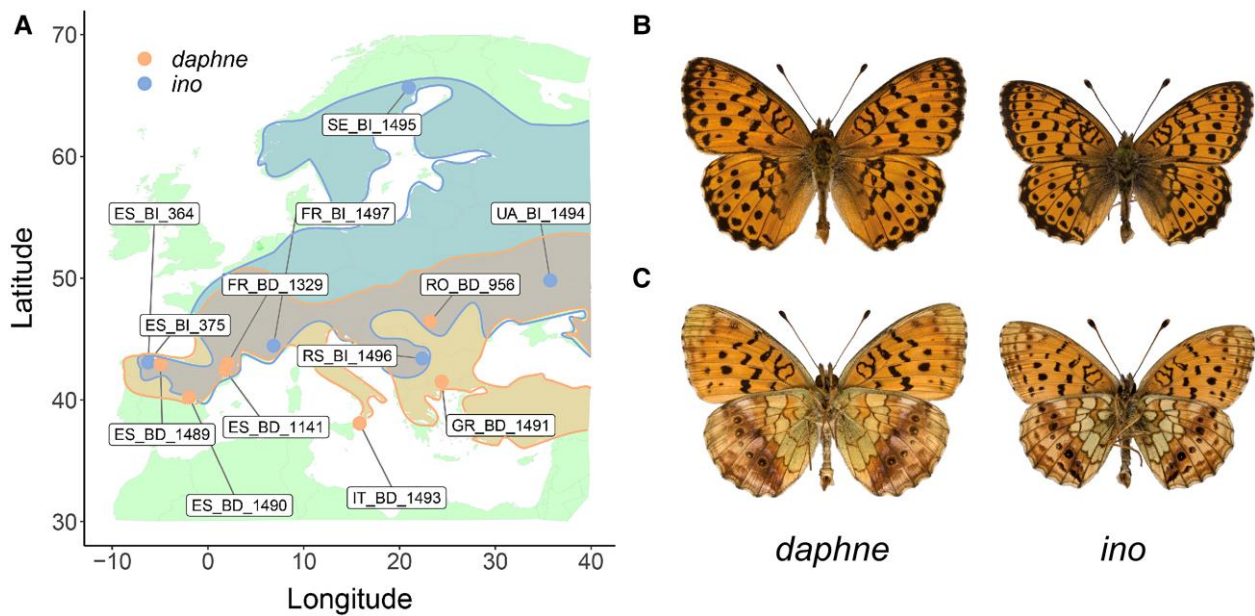 A
B
daphne
ino
70
60
50
40
30
Latitude
SE_BI_1495
ES_BI_364
FR_BI_1497
UA_BI_1494
FR_BD_1329
RO_BD_956
ES_BI_375
RS_BI_1496
ES_BD_1489
ES_BD_1141
GR_BD_1491
ES_BD_1490
IT_BD_1493
−10
0
10
20
30
40
Longitude
C
daphne
ino